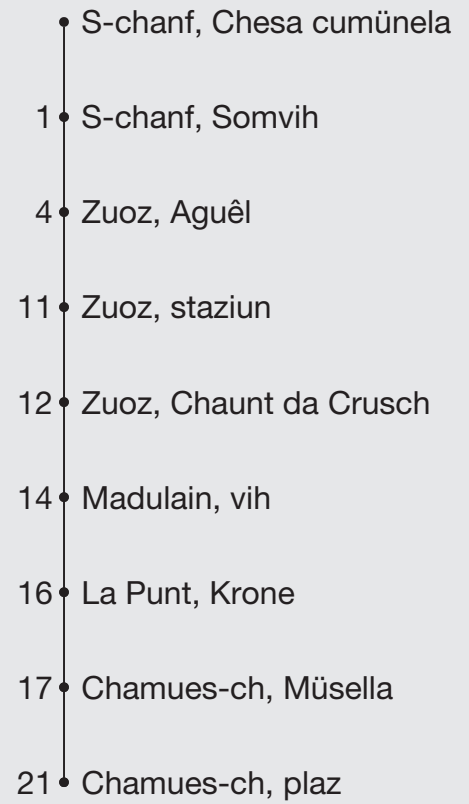 S-chanf, Chesa cumünela
1 S-chanf, Somvih
4 Zuoz, Aguêl
11 Zuoz, staziun
12 Zuoz, Chaunt da Crusch
14 Madulain, vih
16 La Punt, Krone
17 Chamues-ch, Müsella
21 Chamues-ch, plaz